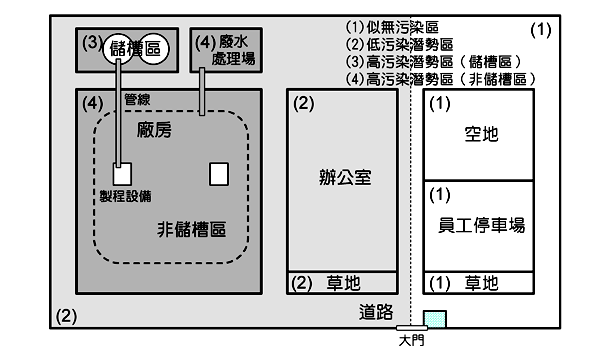 (1)似無污染區
(2)低污染潛勢區
(3)高污染潛勢區（儲槽區）
(4)高污染潛勢區（非儲槽區）
(1)
(3)
儲槽區
(4)廢水
處理場
(4)
管線
廠房
製程設備
非儲槽區
(2)
辦公室
(2) 草地
(1)
空地
(1)
員工停車場
(1) 草地
(2)
道路
大門